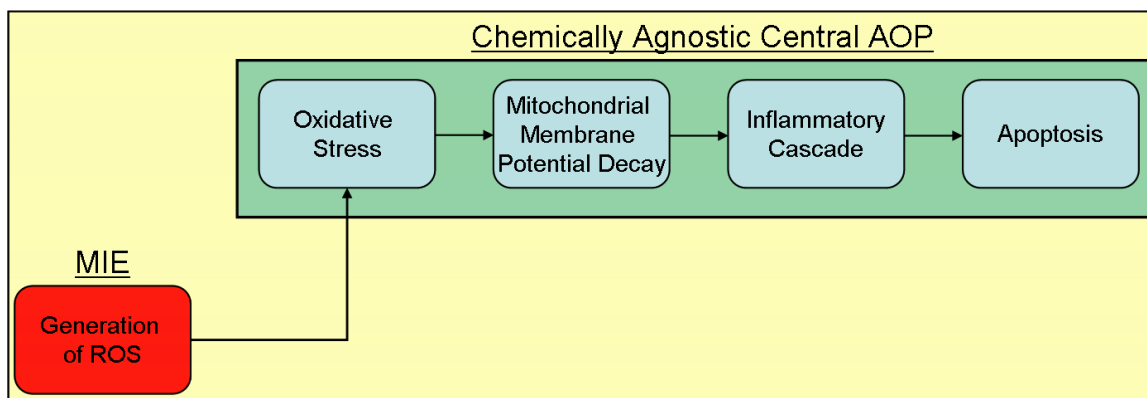 Chemically Agnostic Central AOP
Oxidative
Stress
Mitochondrial
Membrane
Potential Decay
Inflammatory
Cascade
Apoptosis
MIE
Generation
of ROS